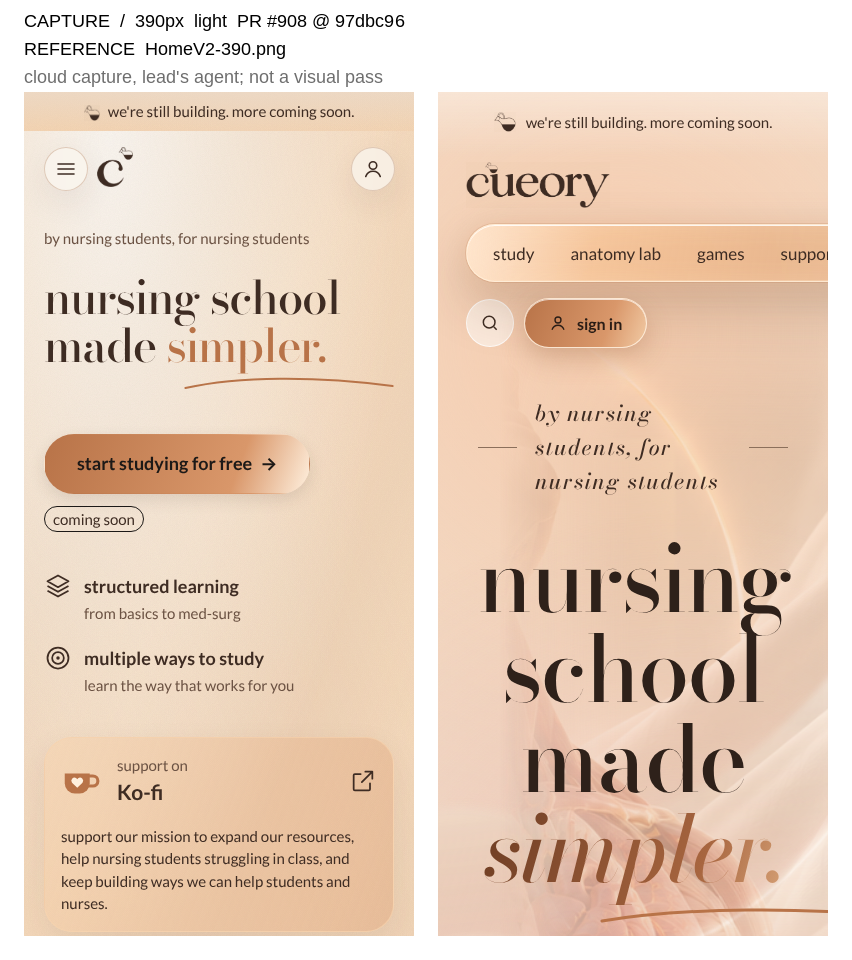 CAPTURE / 390px light PR #908 @ 97dbc96
REFERENCE HomeV2-390.png
cloud capture, lead's agent; not a visual pass
we're still building. more coming soon.
c
by nursing students, for nursing students
nursing school
made simpler.
start studying for free →
coming soon
structured learning
from basics to med-surg
multiple ways to study
learn the way that works for you
support on
Ko-fi
support our mission to expand our resources,
help nursing students struggling in class, and
keep building ways we can help students and
nurses.
we're still building. more coming soon.
cueory
study anatomy lab games suppor
sign in
by nursing
students, for
nursing students
nursing
school
made
simpler.